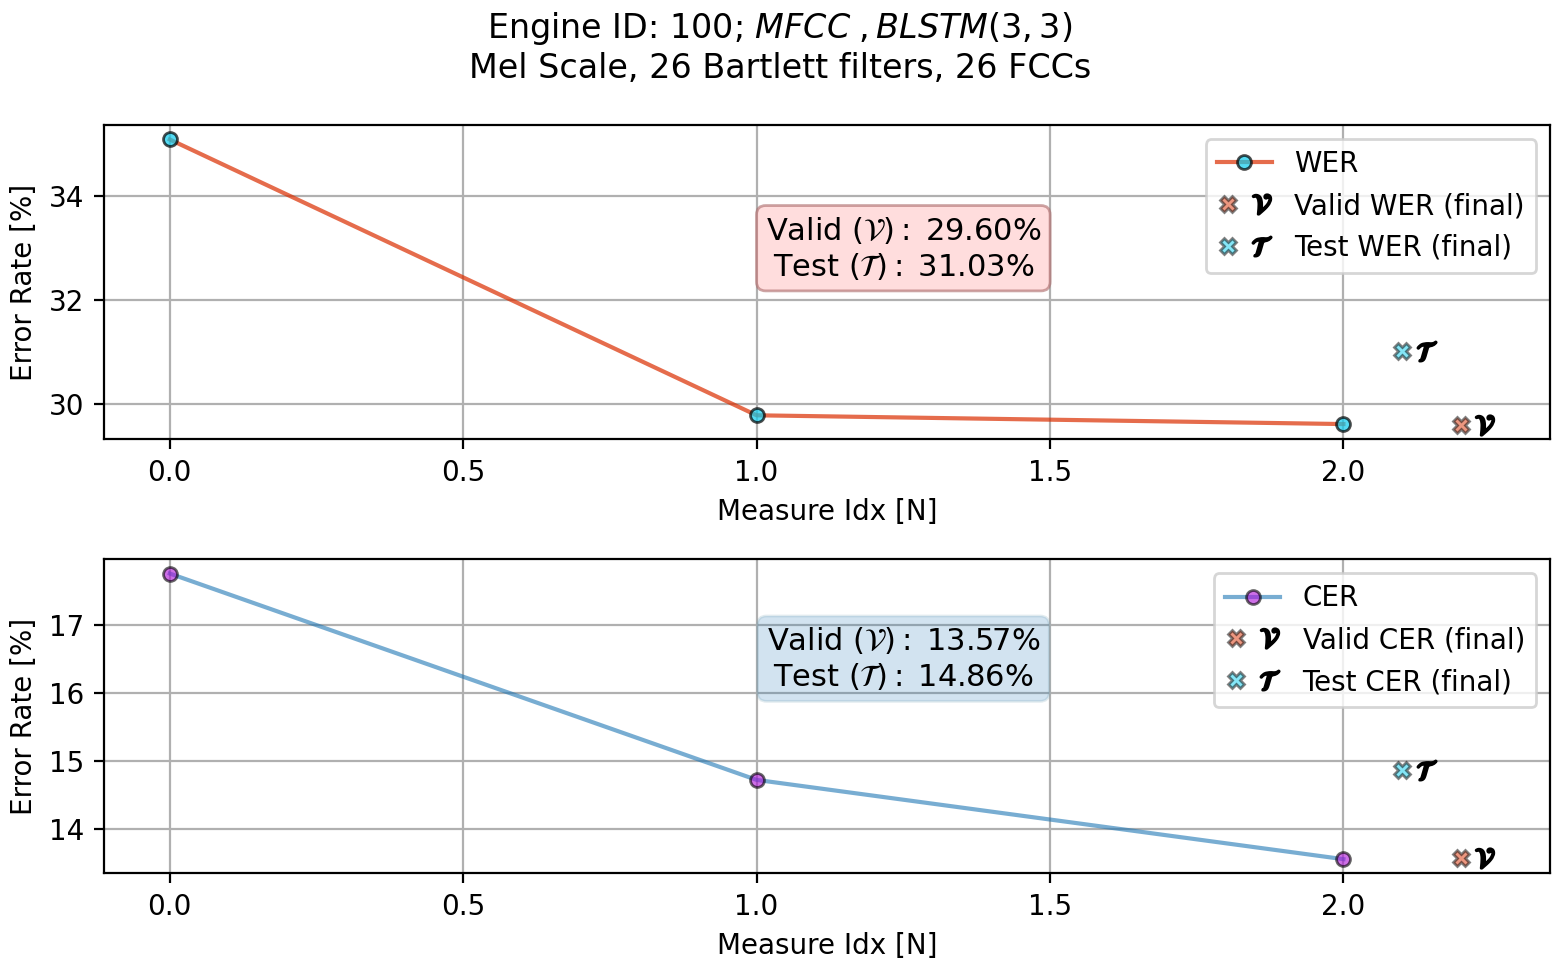 Engine ID: 100; MFCC , BLSTM(3, 3)
Mel Scale, 26 Bartlett filters, 26 FCCs
Error Rate [%]
34
32
30
WER
𝒱 Valid WER (final)
𝒯 Test WER (final)
Valid (𝒱) : 29.60%
Test (𝒯) : 31.03%
𝒯
𝒱
0.0 0.5 1.0 1.5 2.0
Measure Idx [N]
Error Rate [%]
17
16
15
14
CER
𝒱 Valid CER (final)
𝒯 Test CER (final)
Valid (𝒱) : 13.57%
Test (𝒯) : 14.86%
𝒯
𝒱
0.0 0.5 1.0 1.5 2.0
Measure Idx [N]